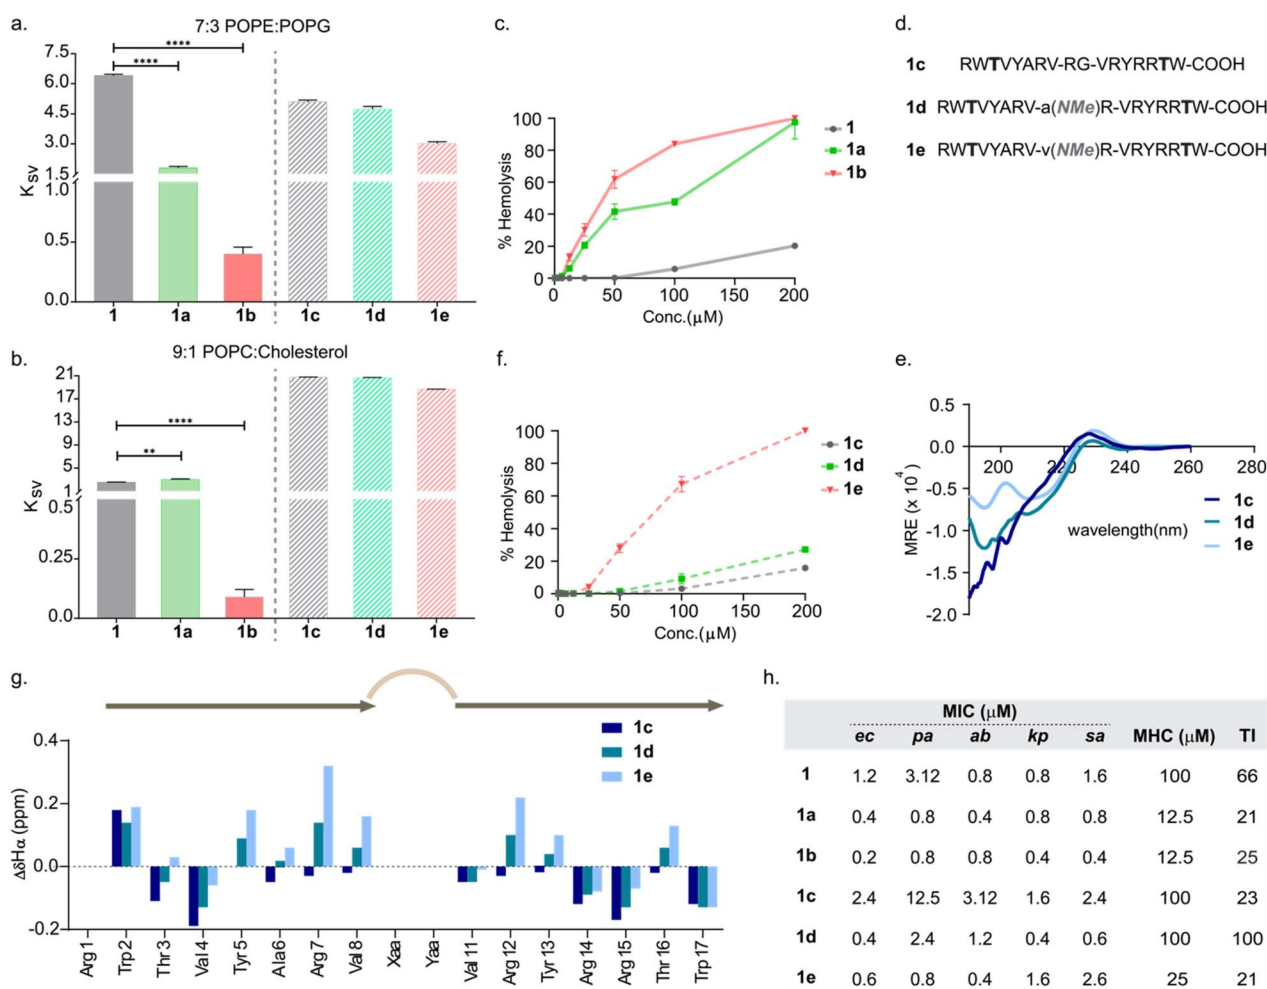 a.
7:3 POPE:POPG
7.5
6.0
4.5
3.0
1.5
1.0
0.5
0.0
K_SV
****
****
1 1a 1b 1c 1d 1e
b.
9:1 POPC:Cholesterol
21
17
13
9
5
1
0.5
0.25
0.0
K_SV
****
**
1 1a 1b 1c 1d 1e
c.
100
80
60
40
20
0
% Hemolysis
0 50 100 150 200
Conc.(μM)
1
1a
1b
d.
1c RWTVYARV-RG-VRYRRTW-COOH
1d RWTVYARV-a(NMe)R-VRYRRTW-COOH
1e RWTVYARV-v(NMe)R-VRYRRTW-COOH
f.
100
80
60
40
20
0
% Hemolysis
0 50 100 150 200
Conc.(μM)
1c
1d
1e
e.
0.5
0.0
-0.5
-1.0
-1.5
-2.0
MRE (x 10⁴)
200 220 240 260 280
wavelength(nm)
1c
1d
1e
g.
0.4
0.2
0.0
-0.2
ΔδHα (ppm)
1c
1d
1e
Arg 1
Trp2
Thr 3
Val 4
Tyr 5
Ala6
Arg 7
Val 8
Xaa
Yaa
Val 11
Arg 12
Tyr 13
Arg 14
Arg 15
Thr 16
Trp 17
h.
MIC (μM)
ec pa ab kp sa MHC (μM) TI
1 1.2 3.12 0.8 0.8 1.6 100 66
1a 0.4 0.8 0.4 0.8 0.8 12.5 21
1b 0.2 0.8 0.8 0.4 0.4 12.5 25
1c 2.4 12.5 3.12 1.6 2.4 100 23
1d 0.4 2.4 1.2 0.4 0.6 100 100
1e 0.6 0.8 0.4 1.6 2.6 25 21